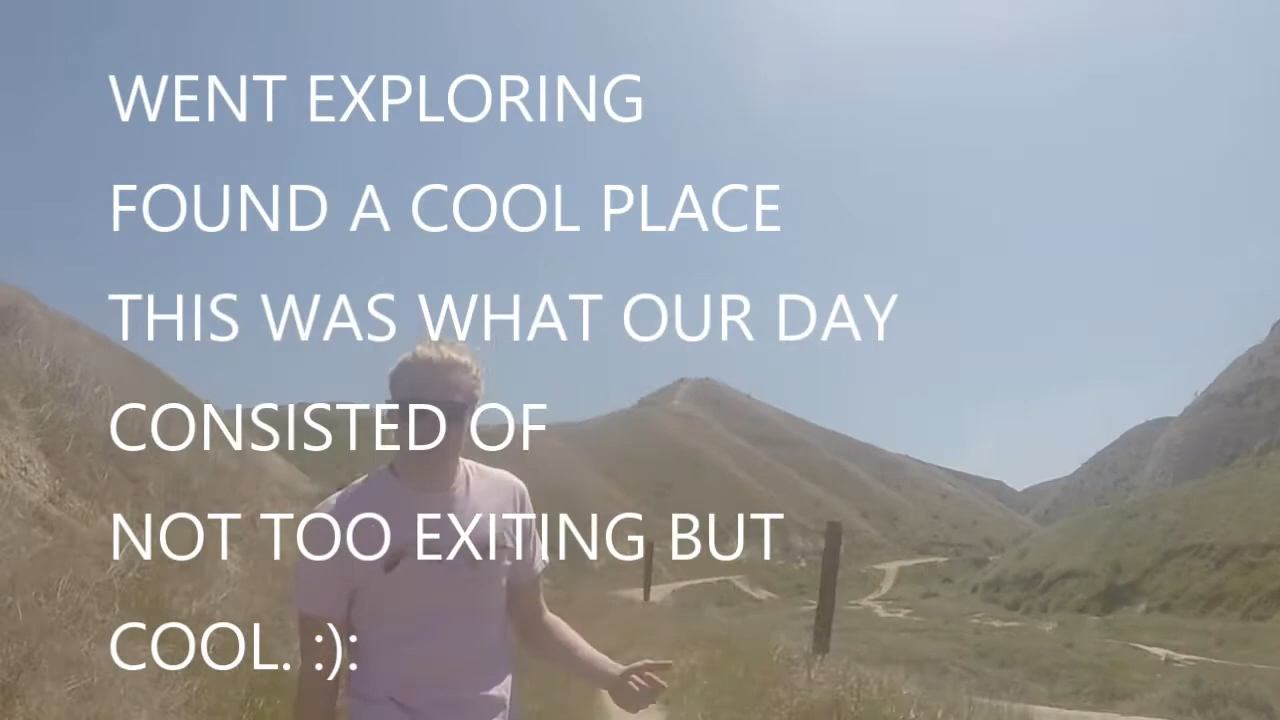 WENT EXPLORING
FOUND A COOL PLACE
THIS WAS WHAT OUR DAY
CONSISTED OF
NOT TOO EXITING BUT
COOL. :):